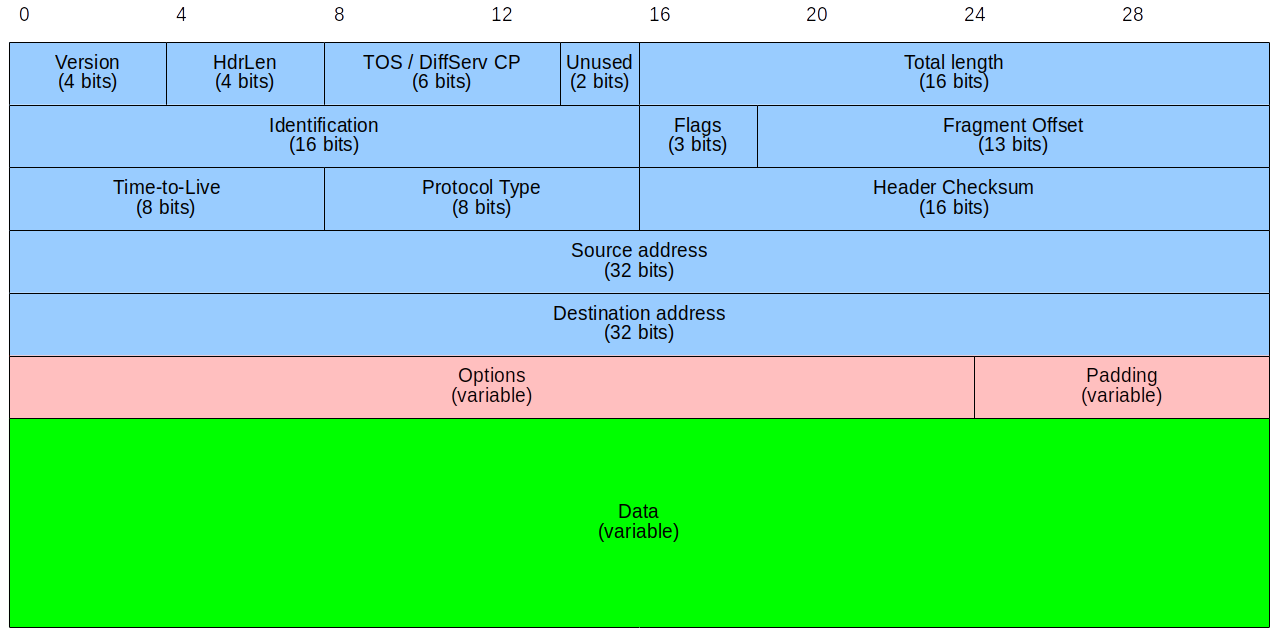 0 4 8 12 16 20 24 28
Version HdrLen TOS / DiffServ CP Unused Total length
(4 bits) (4 bits) (6 bits) (2 bits) (16 bits)
Identification Flags Fragment Offset
(16 bits) (3 bits) (13 bits)
Time-to-Live Protocol Type Header Checksum
(8 bits) (8 bits) (16 bits)
Source address
(32 bits)
Destination address
(32 bits)
Options Padding
(variable) (variable)
Data
(variable)